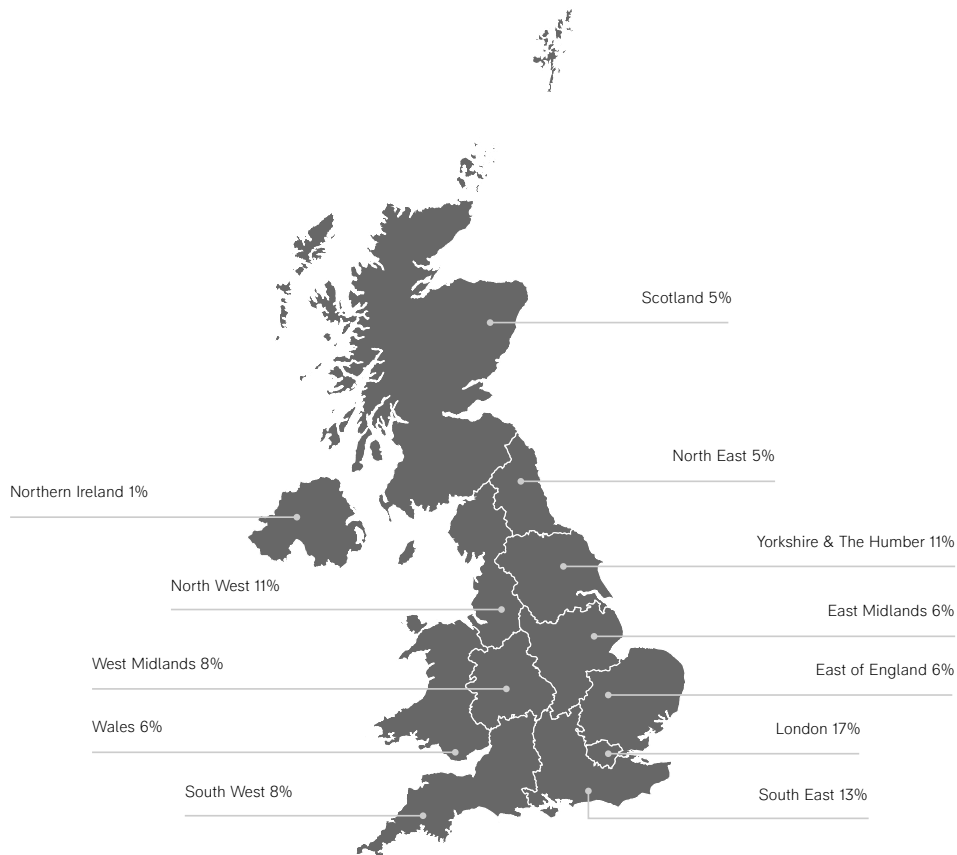 Scotland 5%
North East 5%
Northern Ireland 1%
Yorkshire & The Humber 11%
North West 11%
East Midlands 6%
West Midlands 8%
East of England 6%
Wales 6%
London 17%
South West 8%
South East 13%